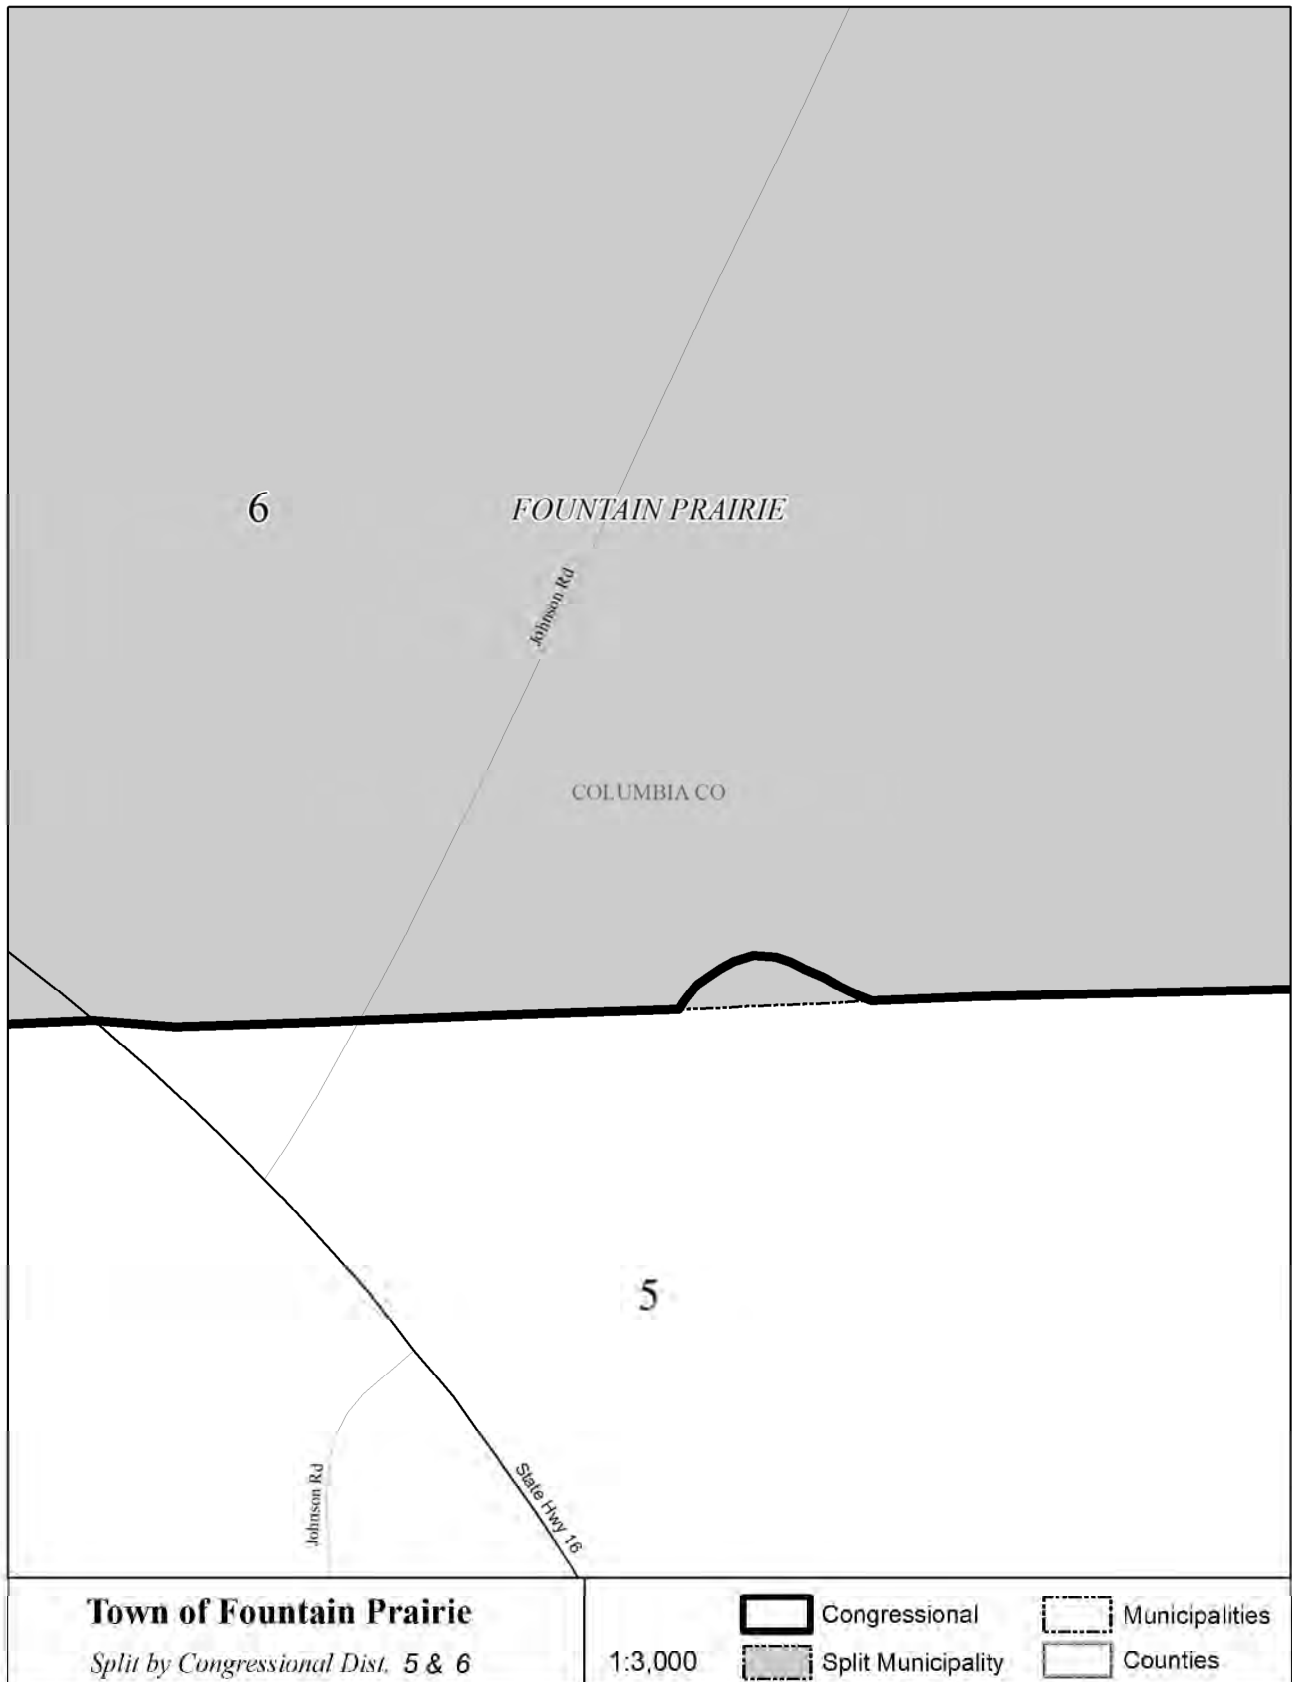 6
FOUNTAIN PRAIRIE
Johnson Rd
COLUMBIA CO
5
Johnson Rd
State Hwy 16
Town of Fountain Prairie
Split by Congressional Dist. 5 & 6
1:3,000
Congressional
Municipalities
Split Municipality
Counties